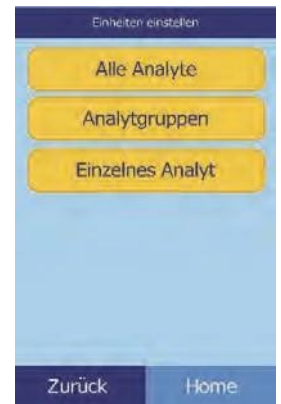 Einheiten einstellen
Alle Analyte
Analytgruppen
Einzelnes Analyt
Zurück Home